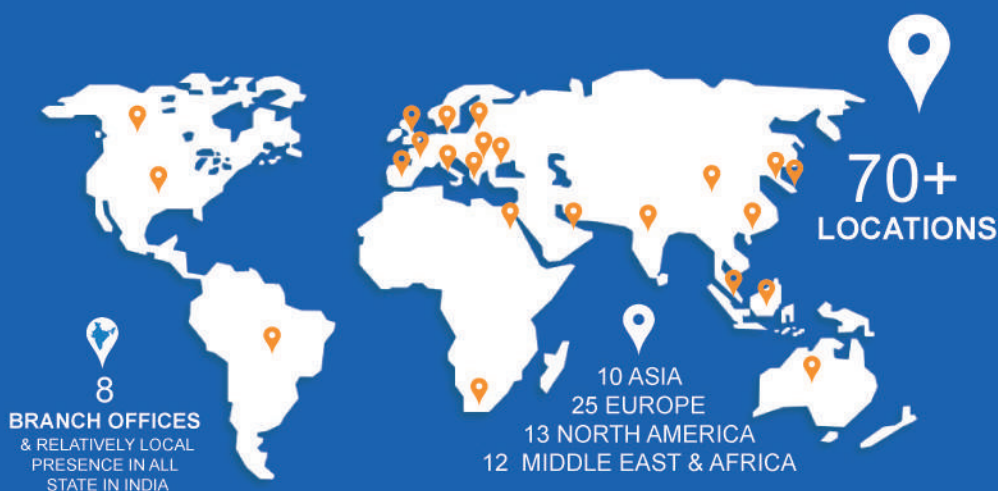 70+
LOCATIONS
8
BRANCH OFFICES
& RELATIVELY LOCAL
PRESENCE IN ALL
STATE IN INDIA
10 ASIA
25 EUROPE
13 NORTH AMERICA
12 MIDDLE EAST & AFRICA